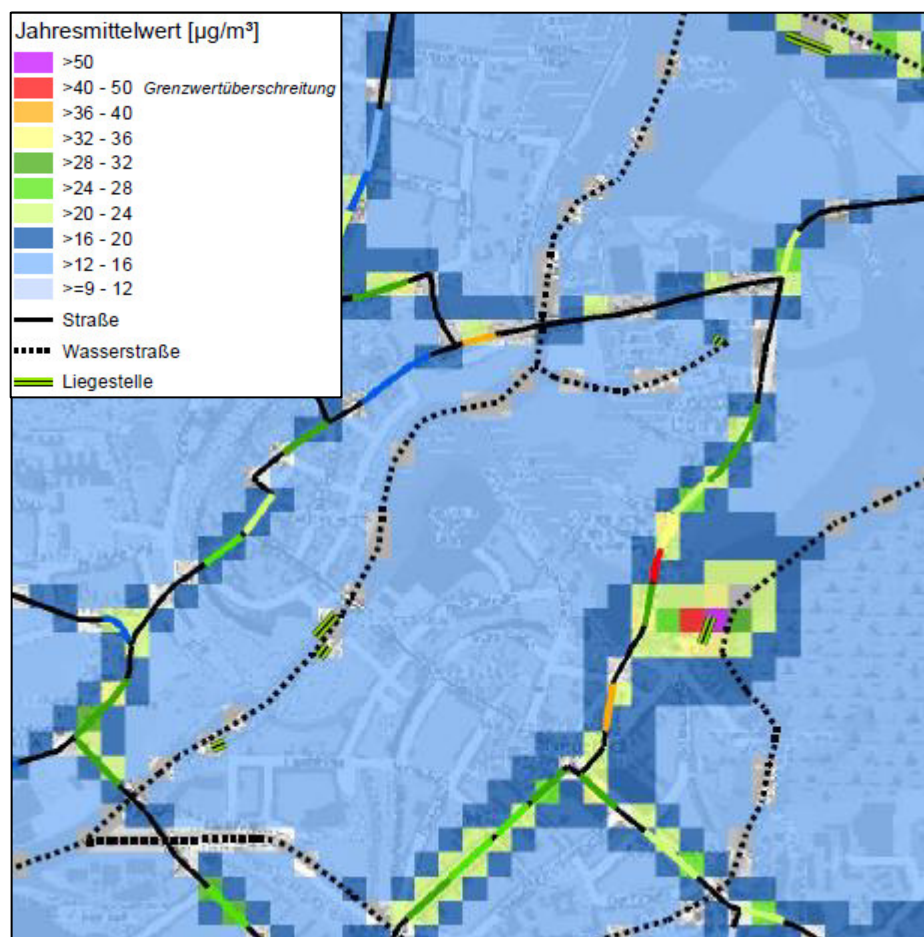 Jahresmittelwert [µg/m³]
>50
>40 - 50 Grenzwertüberschreitung
>36 - 40
>32 - 36
>28 - 32
>24 - 28
>20 - 24
>16 - 20
>12 - 16
>=9 - 12
Straße
Wasserstraße
Liegestelle